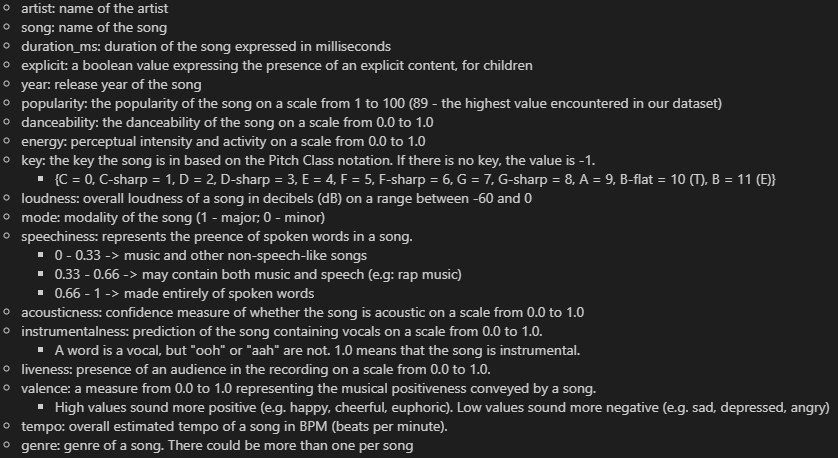 artist: name of the artist
song: name of the song
duration_ms: duration of the song expressed in milliseconds
explicit: a boolean value expressing the presence of an explicit content, for children
year: release year of the song
popularity: the popularity of the song on a scale from 1 to 100 (89 - the highest value encountered in our dataset)
danceability: the danceability of the song on a scale from 0.0 to 1.0
energy: perceptual intensity and activity on a scale from 0.0 to 1.0
key: the key the song is in based on the Pitch Class notation. If there is no key, the value is -1.
{C = 0, C-sharp = 1, D = 2, D-sharp = 3, E = 4, F = 5, F-sharp = 6, G = 7, G-sharp = 8, A = 9, B-flat = 10 (T), B = 11 (E)}
loudness: overall loudness of a song in decibels (dB) on a range between -60 and 0
mode: modality of the song (1 - major; 0 - minor)
speechiness: represents the preence of spoken words in a song.
0 - 0.33 -> music and other non-speech-like songs
0.33 - 0.66 -> may contain both music and speech (e.g: rap music)
0.66 - 1 -> made entirely of spoken words
acousticness: confidence measure of whether the song is acoustic on a scale from 0.0 to 1.0
instrumentalness: prediction of the song containing vocals on a scale from 0.0 to 1.0.
A word is a vocal, but "ooh" or "aah" are not. 1.0 means that the song is instrumental.
liveness: presence of an audience in the recording on a scale from 0.0 to 1.0.
valence: a measure from 0.0 to 1.0 representing the musical positiveness conveyed by a song.
High values sound more positive (e.g. happy, cheerful, euphoric). Low values sound more negative (e.g. sad, depressed, angry)
tempo: overall estimated tempo of a song in BPM (beats per minute).
genre: genre of a song. There could be more than one per song